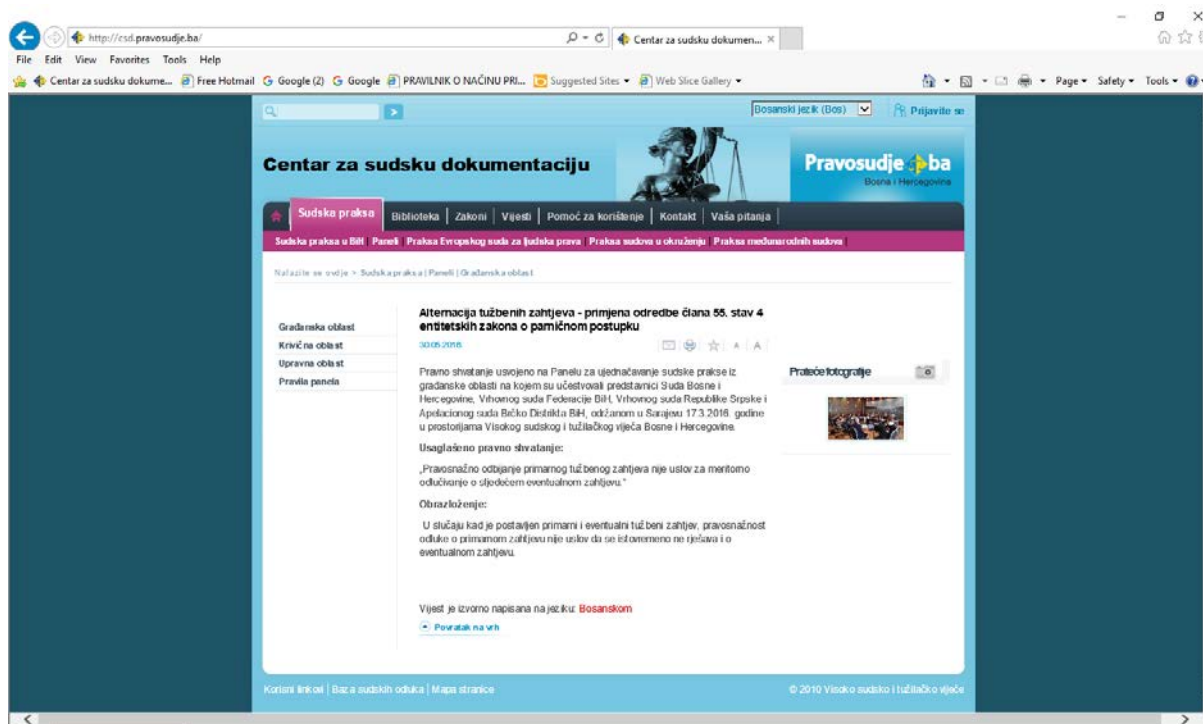 http://csd.pravosudje.ba/
Centar za sudsku dokumen...
File Edit View Favorites Tools Help
Centar za sudsku dokume... Free Hotmail Google (2) Google PRAVILNIK O NAČINU PRI... Suggested Sites Web Slice Gallery Page Safety Tools
Bosanski jezik (Bos) Prijavite se
Centar za sudsku dokumentaciju
Pravosudje ba
Bosna i Hercegovina
Sudska praksa Biblioteka | Zakoni | Vijesti | Pomoć za korištenje | Kontakt | Vaša pitanja |
Sudska praksa u BiH | Paneli | Praksa Evropskog suda za ljudska prava | Praksa sudova u okruženju | Praksa međunarodnih sudova |
Nalazite se ovdje > Sudska praksa | Paneli | Građanska oblast
Građanska oblast
Krivična oblast
Upravna oblast
Pravila panela
Alternacija tužbenih zahtjeva - primjena odredbe člana 55. stav 4
entitetskih zakona o parničnom postupku
30.05.2016
A | A
Pravno shvatanje usvojeno na Panelu za ujednačavanje sudske prakse iz
građanske oblasti na kojem su učestvovali predstavnici Suda Bosne i
Hercegovine, Vrhovnog suda Federacije BiH, Vrhovnog suda Republike Srpske i
Apelacionog suda Brčko Distrikta BiH, održanom u Sarajevu 17.3.2016. godine
u prostorijama Visokog sudskog i tužilačkog vijeća Bosne i Hercegovine.
Usaglašeno pravno shvatanje:
„Pravosnažno odbijanje primarnog tužbenog zahtjeva nije uslov za meritorno
odlučivanje o sljedećem eventualnom zahtjevu.“
Obrazloženje:
U slučaju kad je postavljen primarni i eventualni tužbeni zahtjev, pravosnažnost
odluke o primarnom zahtjevu nije uslov da se istovremeno ne rješava i o
eventualnom zahtjevu.
Vijest je izvorno napisana na jeziku: Bosanskom
Povratak na vrh
Prateće fotografije
Korisni linkovi | Baza sudskih odluka | Mapa stranice
© 2010 Visoko sudsko i tužilačko vijeće